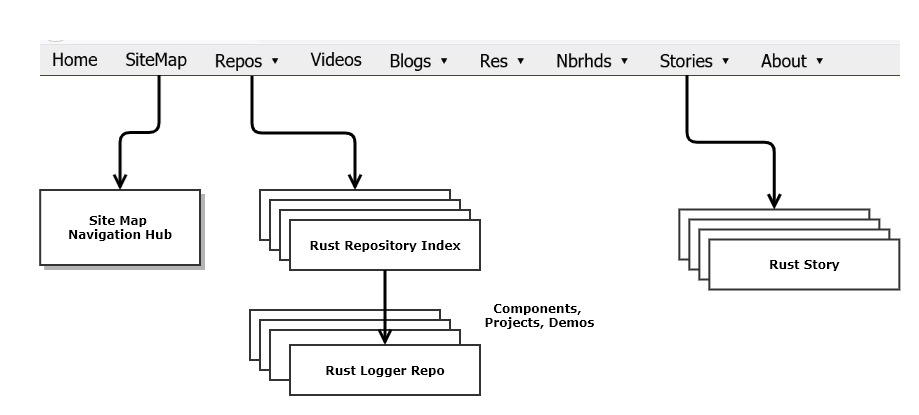 Home SiteMap Repos ▼ Videos Blogs ▼ Res ▼ Nbrhds ▼ Stories ▼ About ▼
Site Map
Navigation Hub
Rust Repository Index
Rust Story
Components,
Projects, Demos
Rust Logger Repo